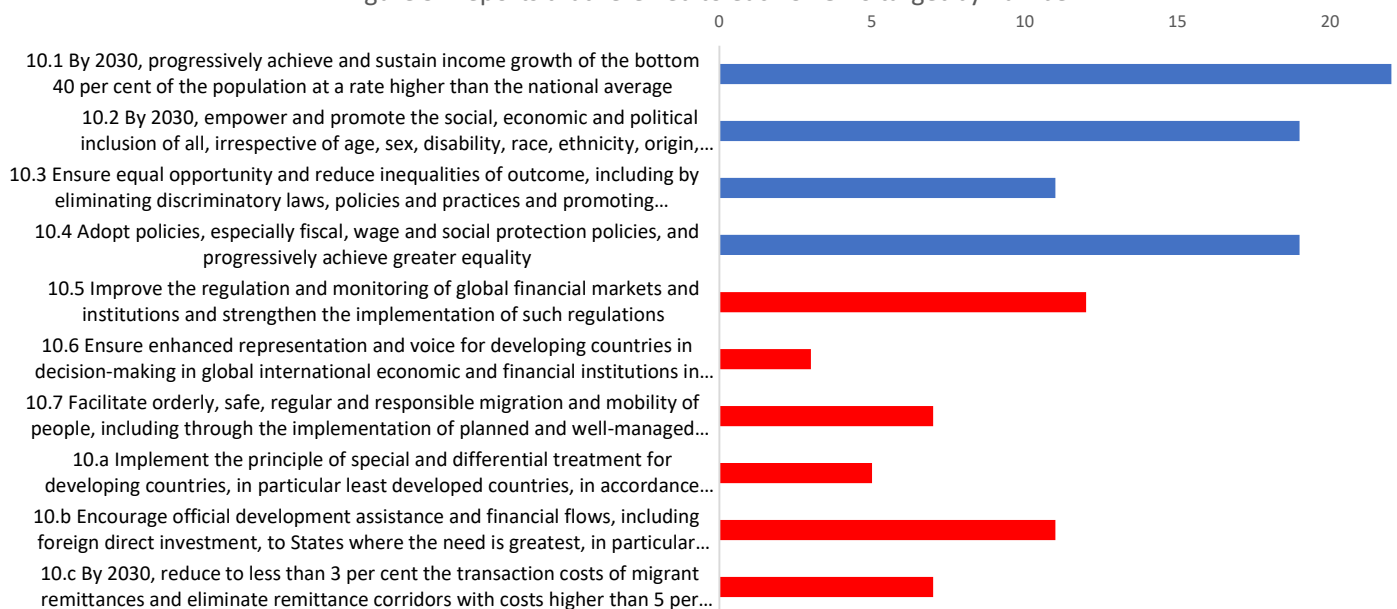 0 5 10 15 20
10.1 By 2030, progressively achieve and sustain income growth of the bottom
40 per cent of the population at a rate higher than the national average
10.2 By 2030, empower and promote the social, economic and political
inclusion of all, irrespective of age, sex, disability, race, ethnicity, origin,…
10.3 Ensure equal opportunity and reduce inequalities of outcome, including by
eliminating discriminatory laws, policies and practices and promoting…
10.4 Adopt policies, especially fiscal, wage and social protection policies, and
progressively achieve greater equality
10.5 Improve the regulation and monitoring of global financial markets and
institutions and strengthen the implementation of such regulations
10.6 Ensure enhanced representation and voice for developing countries in
decision-making in global international economic and financial institutions in…
10.7 Facilitate orderly, safe, regular and responsible migration and mobility of
people, including through the implementation of planned and well-managed…
10.a Implement the principle of special and differential treatment for
developing countries, in particular least developed countries, in accordance…
10.b Encourage official development assistance and financial flows, including
foreign direct investment, to States where the need is greatest, in particular…
10.c By 2030, reduce to less than 3 per cent the transaction costs of migrant
remittances and eliminate remittance corridors with costs higher than 5 per…